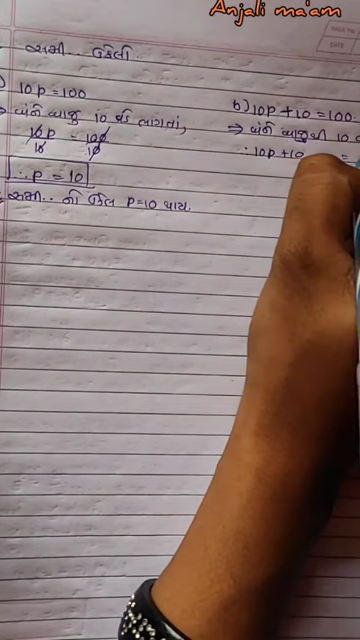 Anjali ma'am
સમી.. ઉકેલો.
10p = 100
⇒ બંને બાજુ 10 વડે ભાગતાં,
10p = 100
10 10
∴ p = 10
સમી.. નો ઉકેલ p=10 થાય.
b) 10p + 10 = 100.
⇒ બંને બાજુથી 10
∴ 10p + 10 =